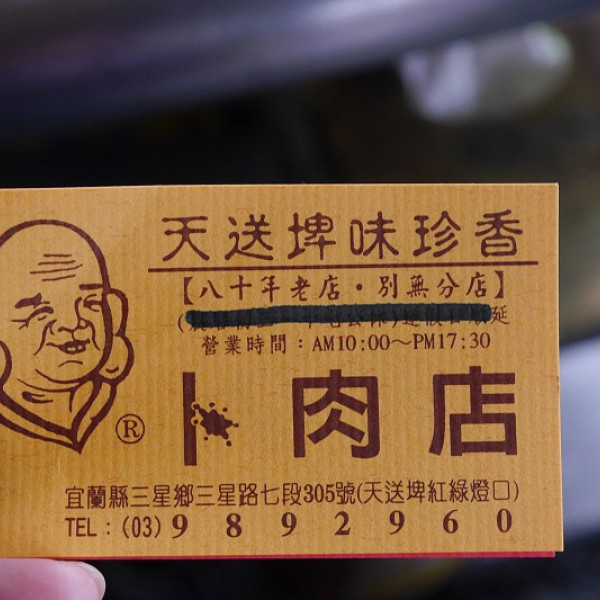 天送埤味珍香
【八十年老店・別無分店】
延
營業時間：AM10:00～PM17:30
®
卜肉店
宜蘭縣三星鄉三星路七段305號(天送埤紅綠燈口)
TEL：(03) 9892960